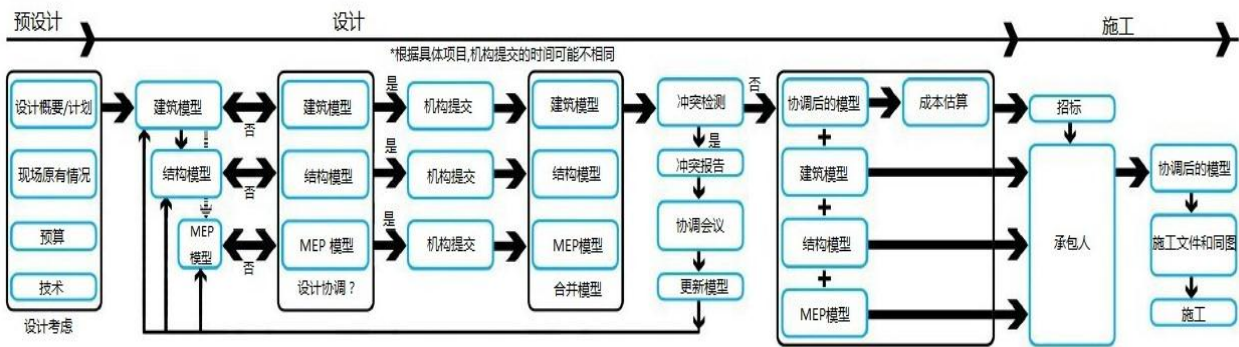 预设计
设计
施工
*根据具体项目,机构提交的时间可能不相同
设计概要/计划
现场原有情况
预算
技术
设计考虑
建筑模型
结构模型
MEP
模型
否
否
否
建筑模型
结构模型
MEP 模型
设计协调？
是
是
是
机构提交
机构提交
机构提交
建筑模型
结构模型
MEP模型
合并模型
冲突检测
否
是
冲突报告
协调会议
更新模型
协调后的模型
成本估算
+
建筑模型
+
结构模型
+
MEP模型
招标
承包人
协调后的模型
施工文件和同图
施工